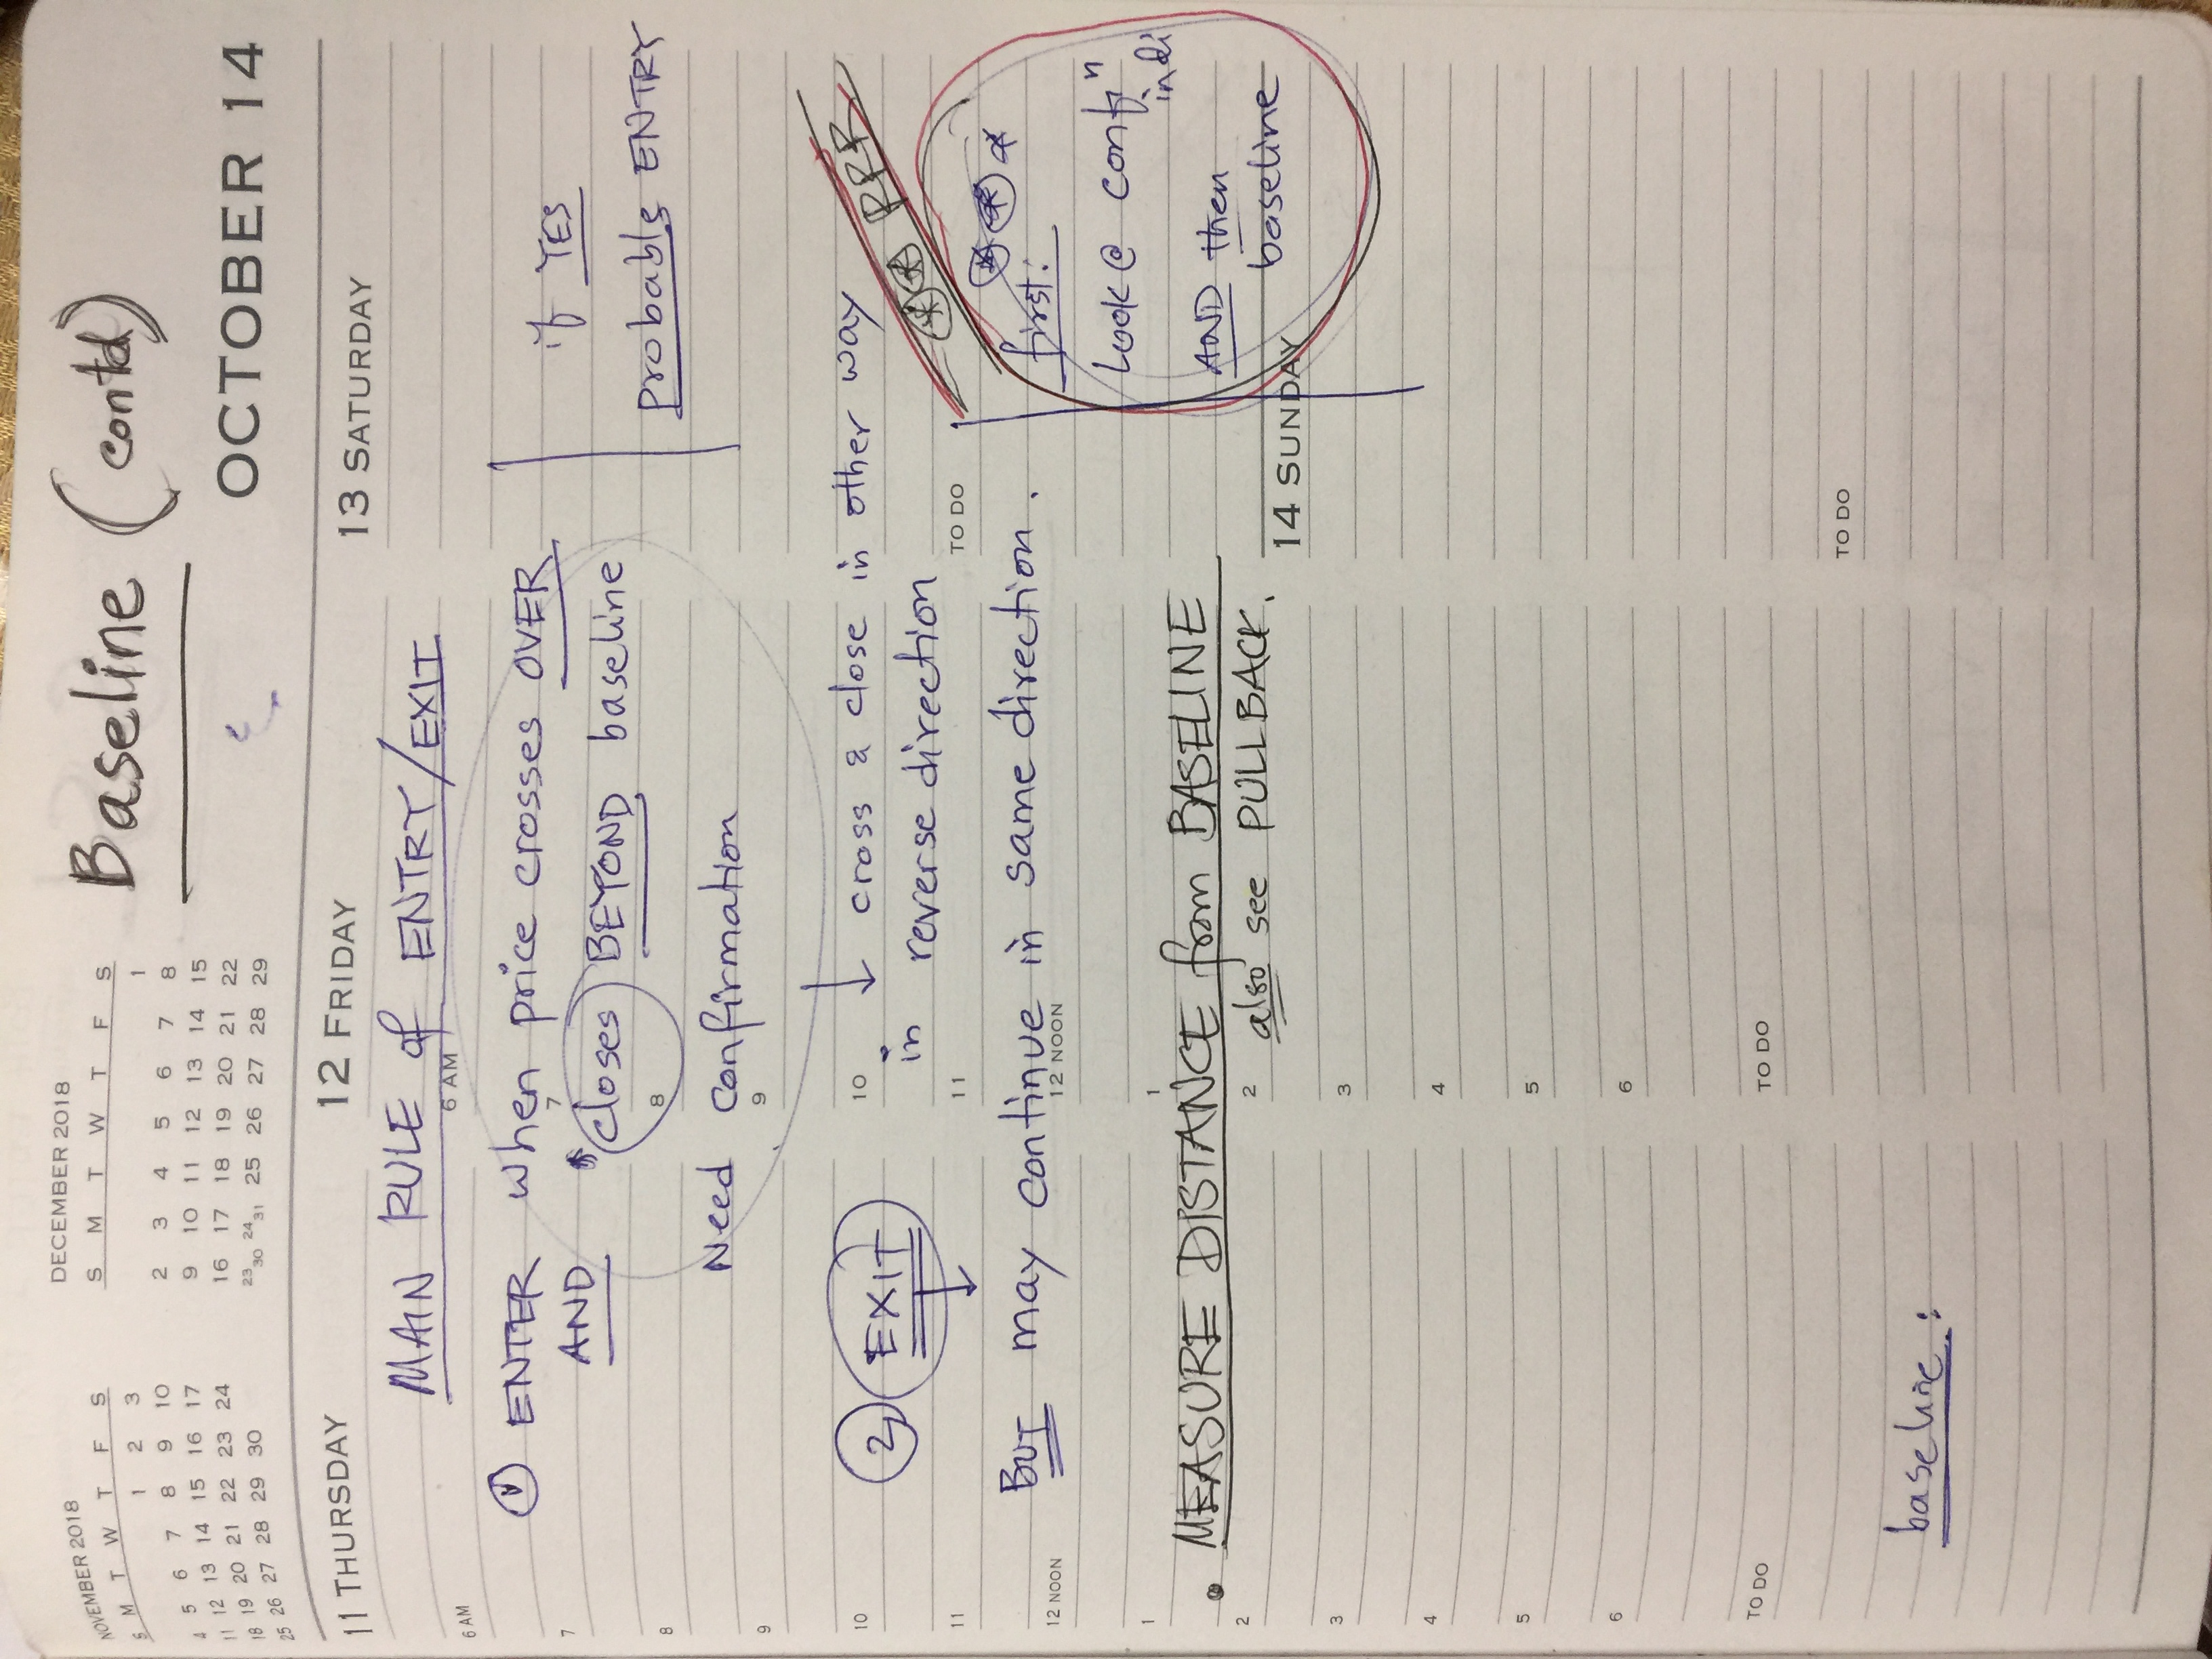 NOVEMBER 2018
S M T W T F S
1 2 3
4 5 6 7 8 9 10
11 12 13 14 15 16 17
18 19 20 21 22 23 24
25 26 27 28 29 30
DECEMBER 2018
S M T W T F S
1
2 3 4 5 6 7 8
9 10 11 12 13 14 15
16 17 18 19 20 21 22
23 30 24 31 25 26 27 28 29
Baseline (contd)
OCTOBER 14
11 THURSDAY
12 FRIDAY
13 SATURDAY
MAIN RULE of ENTRY/EXIT
6 AM
6 AM
1) ENTER when price crosses OVER
7
7
AND closes BEYOND baseline
8
8
Need confirmation
9
9
if YES
probable ENTRY
10
10
2) EXIT
cross & close in other way
in reverse direction
11
11
BUT may continue in same direction.
12 NOON
12 NOON
RRR
TO DO
first:
Look @ confirn
indi
AND then
baseline
1
1
• MEASURE DISTANCE from BASELINE
2
2
also see PULLBACK.
14 SUNDAY
3
3
4
4
5
5
6
6
TO DO
TO DO
TO DO
baseline :